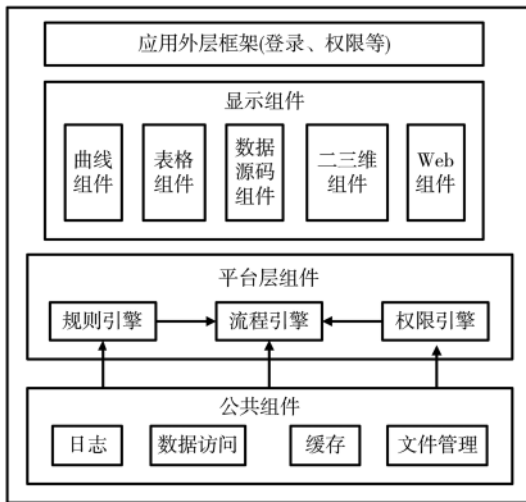 应用外层框架(登录、权限等)
显示组件
曲线
组件
表格
组件
数据
源码
组件
二三维
组件
Web
组件
平台层组件
规则引擎
流程引擎
权限引擎
公共组件
日志
数据访问
缓存
文件管理